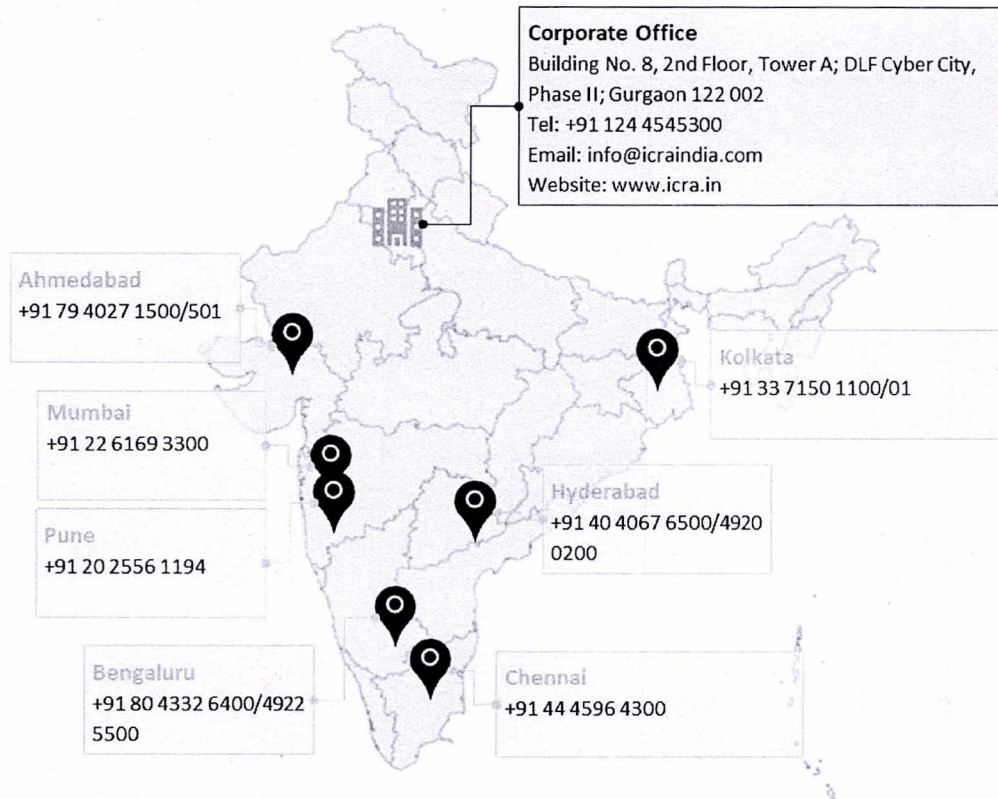 Corporate Office
Building No. 8, 2nd Floor, Tower A; DLF Cyber City,
Phase II; Gurgaon 122 002
Tel: +91 124 4545300
Email: info@icraindia.com
Website: www.icra.in
Ahmedabad
+91 79 4027 1500/501
Kolkata
+91 33 7150 1100/01
Mumbai
+91 22 6169 3300
Hyderabad
+91 40 4067 6500/4920
0200
Pune
+91 20 2556 1194
Bengaluru
+91 80 4332 6400/4922
5500
Chennai
+91 44 4596 4300